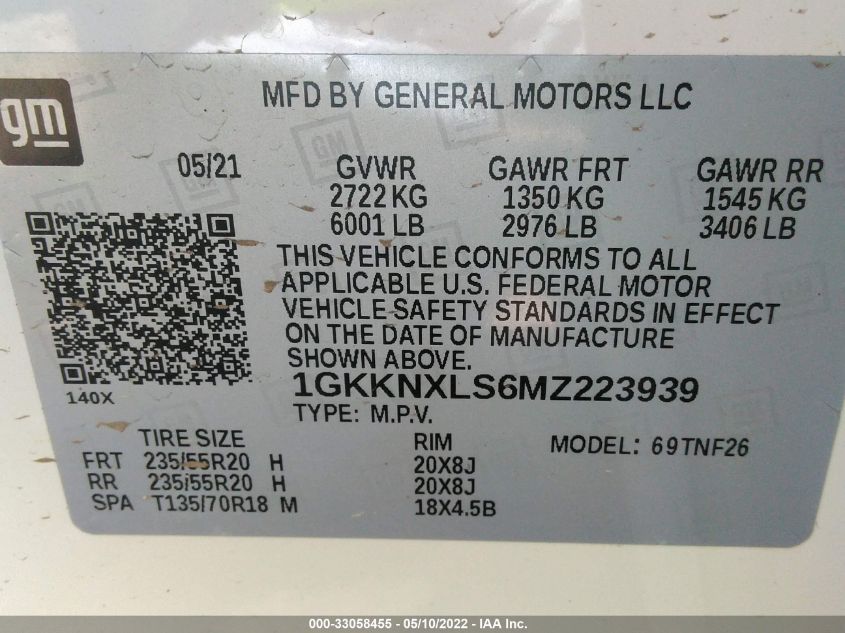 gm
MFD BY GENERAL MOTORS LLC
05/21 GVWR GAWR FRT GAWR RR
2722 KG 1350 KG 1545 KG
6001 LB 2976 LB 3406 LB
THIS VEHICLE CONFORMS TO ALL
APPLICABLE U.S. FEDERAL MOTOR
VEHICLE SAFETY STANDARDS IN EFFECT
ON THE DATE OF MANUFACTURE
SHOWN ABOVE.
140X
1GKKNXLS6MZ223939
TYPE: M.P.V.
TIRE SIZE RIM MODEL: 69TNF26
FRT 235/55R20 H 20X8J
RR 235/55R20 H 20X8J
SPA T135/70R18 M 18X4.5B
000-33058455 - 05/10/2022 - IAA Inc.